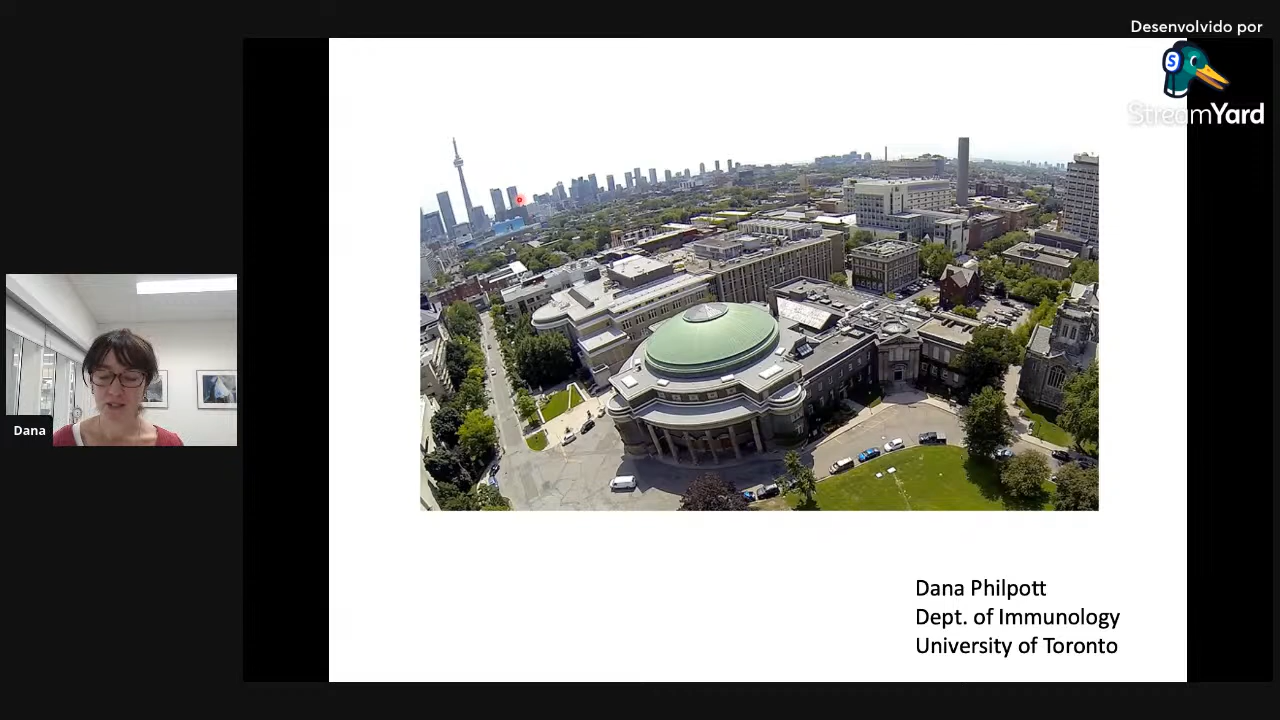 Desenvolvido por
S
StreamYard
Dana
Dana Philpott
Dept. of Immunology
University of Toronto